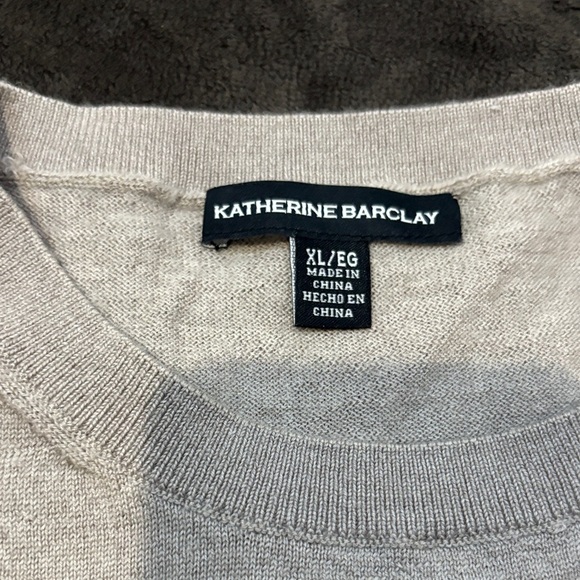 KATHERINE BARCLAY
XL/EG
MADE IN
CHINA
HECHO EN
CHINA